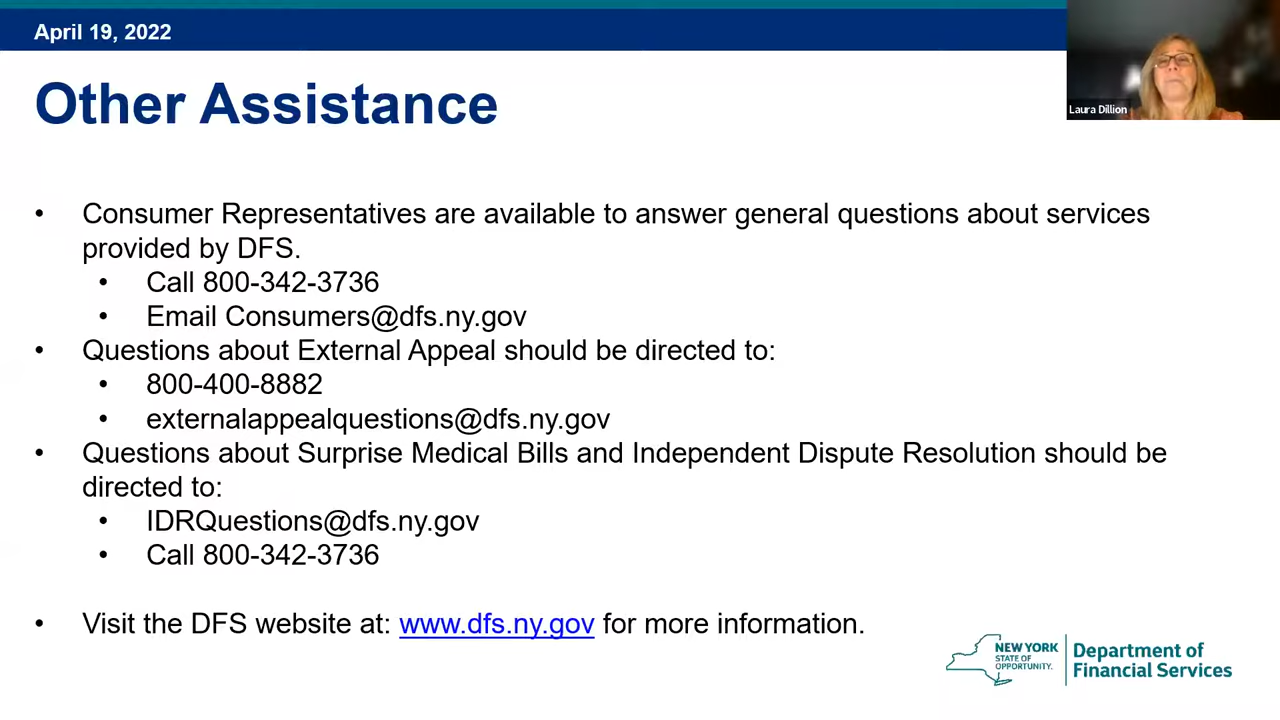 April 19, 2022
Laura Dillion
Other Assistance
• Consumer Representatives are available to answer general questions about services
provided by DFS.
• Call 800-342-3736
• Email Consumers@dfs.ny.gov
• Questions about External Appeal should be directed to:
• 800-400-8882
• externalappealquestions@dfs.ny.gov
• Questions about Surprise Medical Bills and Independent Dispute Resolution should be
directed to:
• IDRQuestions@dfs.ny.gov
• Call 800-342-3736
• Visit the DFS website at: www.dfs.ny.gov for more information.
NEW YORK
STATE OF
OPPORTUNITY.
Department of
Financial Services